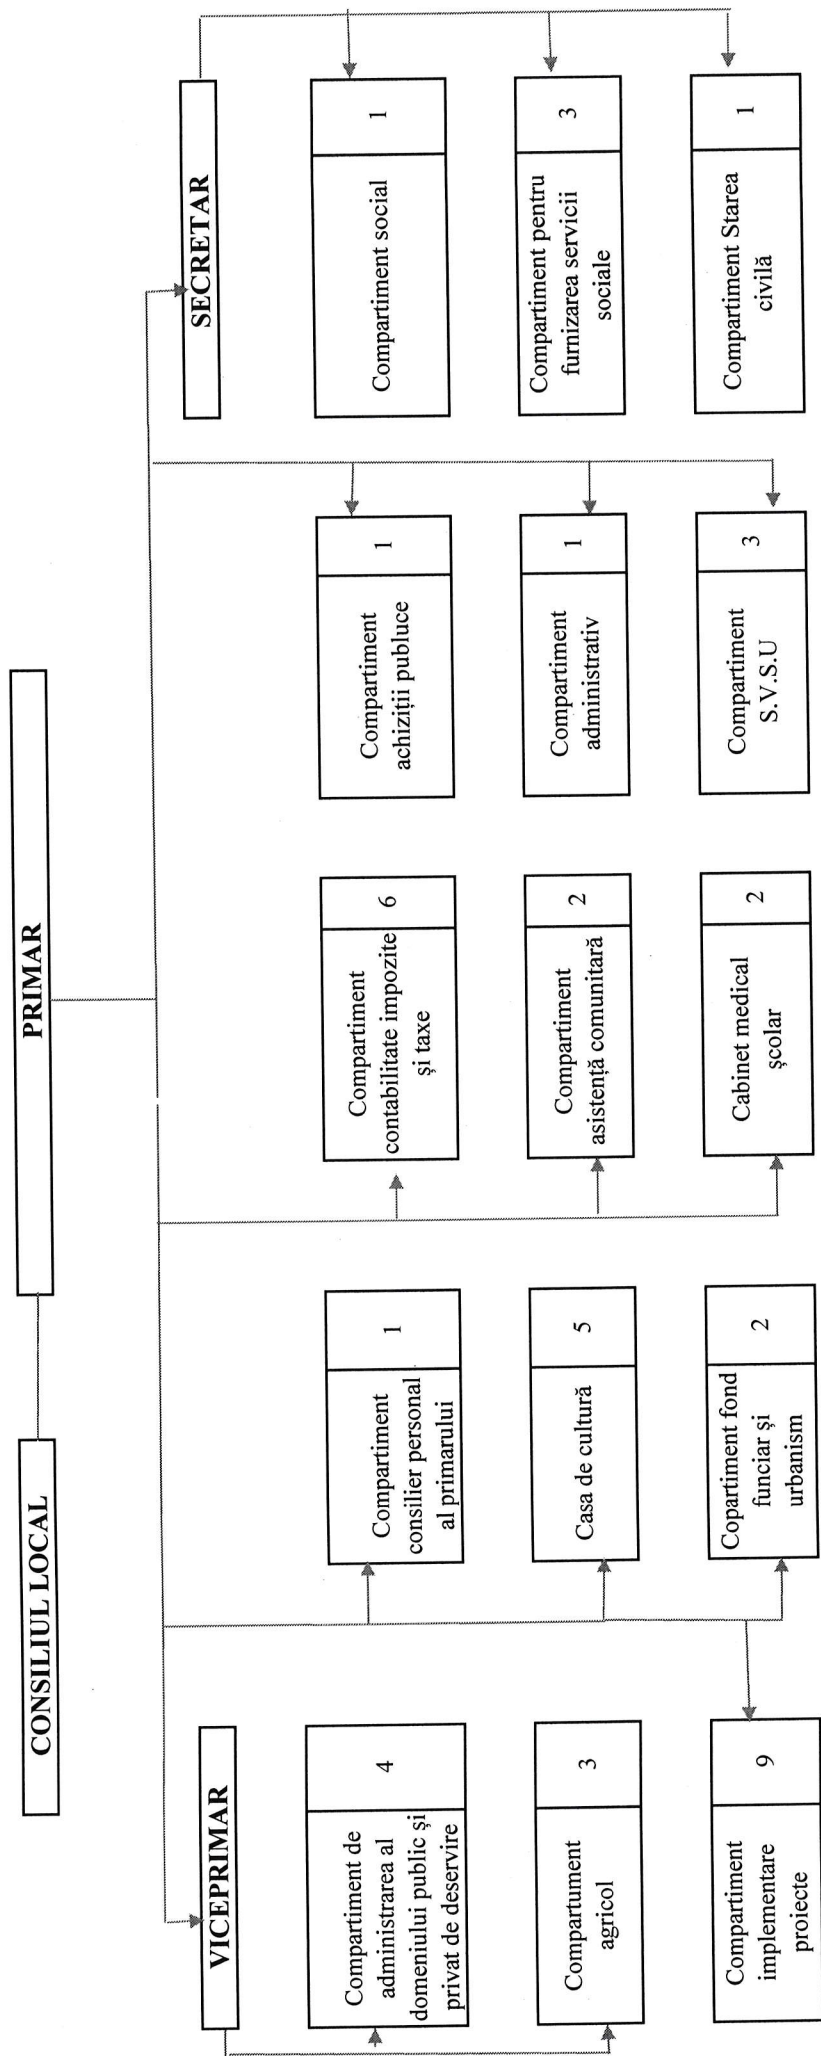 CONSILIUL LOCAL
PRIMAR
VICEPRIMAR
SECRETAR
Compartiment de
administrarea al
domeniului public și
privat de deservire
4
Compartiment
consilier personal
al primarului
1
Compartiment
contabilitate impozite
și taxe
6
Compartiment
achiziții publuce
1
Compartiment social
1
Compartument
agricol
3
Casa de cultură
5
Compartiment
asistență comunitară
2
Compartiment
administrativ
1
Compartiment pentru
furnizarea servicii
sociale
3
Compartiment
implementare
proiecte
9
Copartiment fond
funciar și
urbanism
2
Cabinet medical
școlar
2
Compartiment
S.V.S.U
3
Compartiment Starea
civilă
1